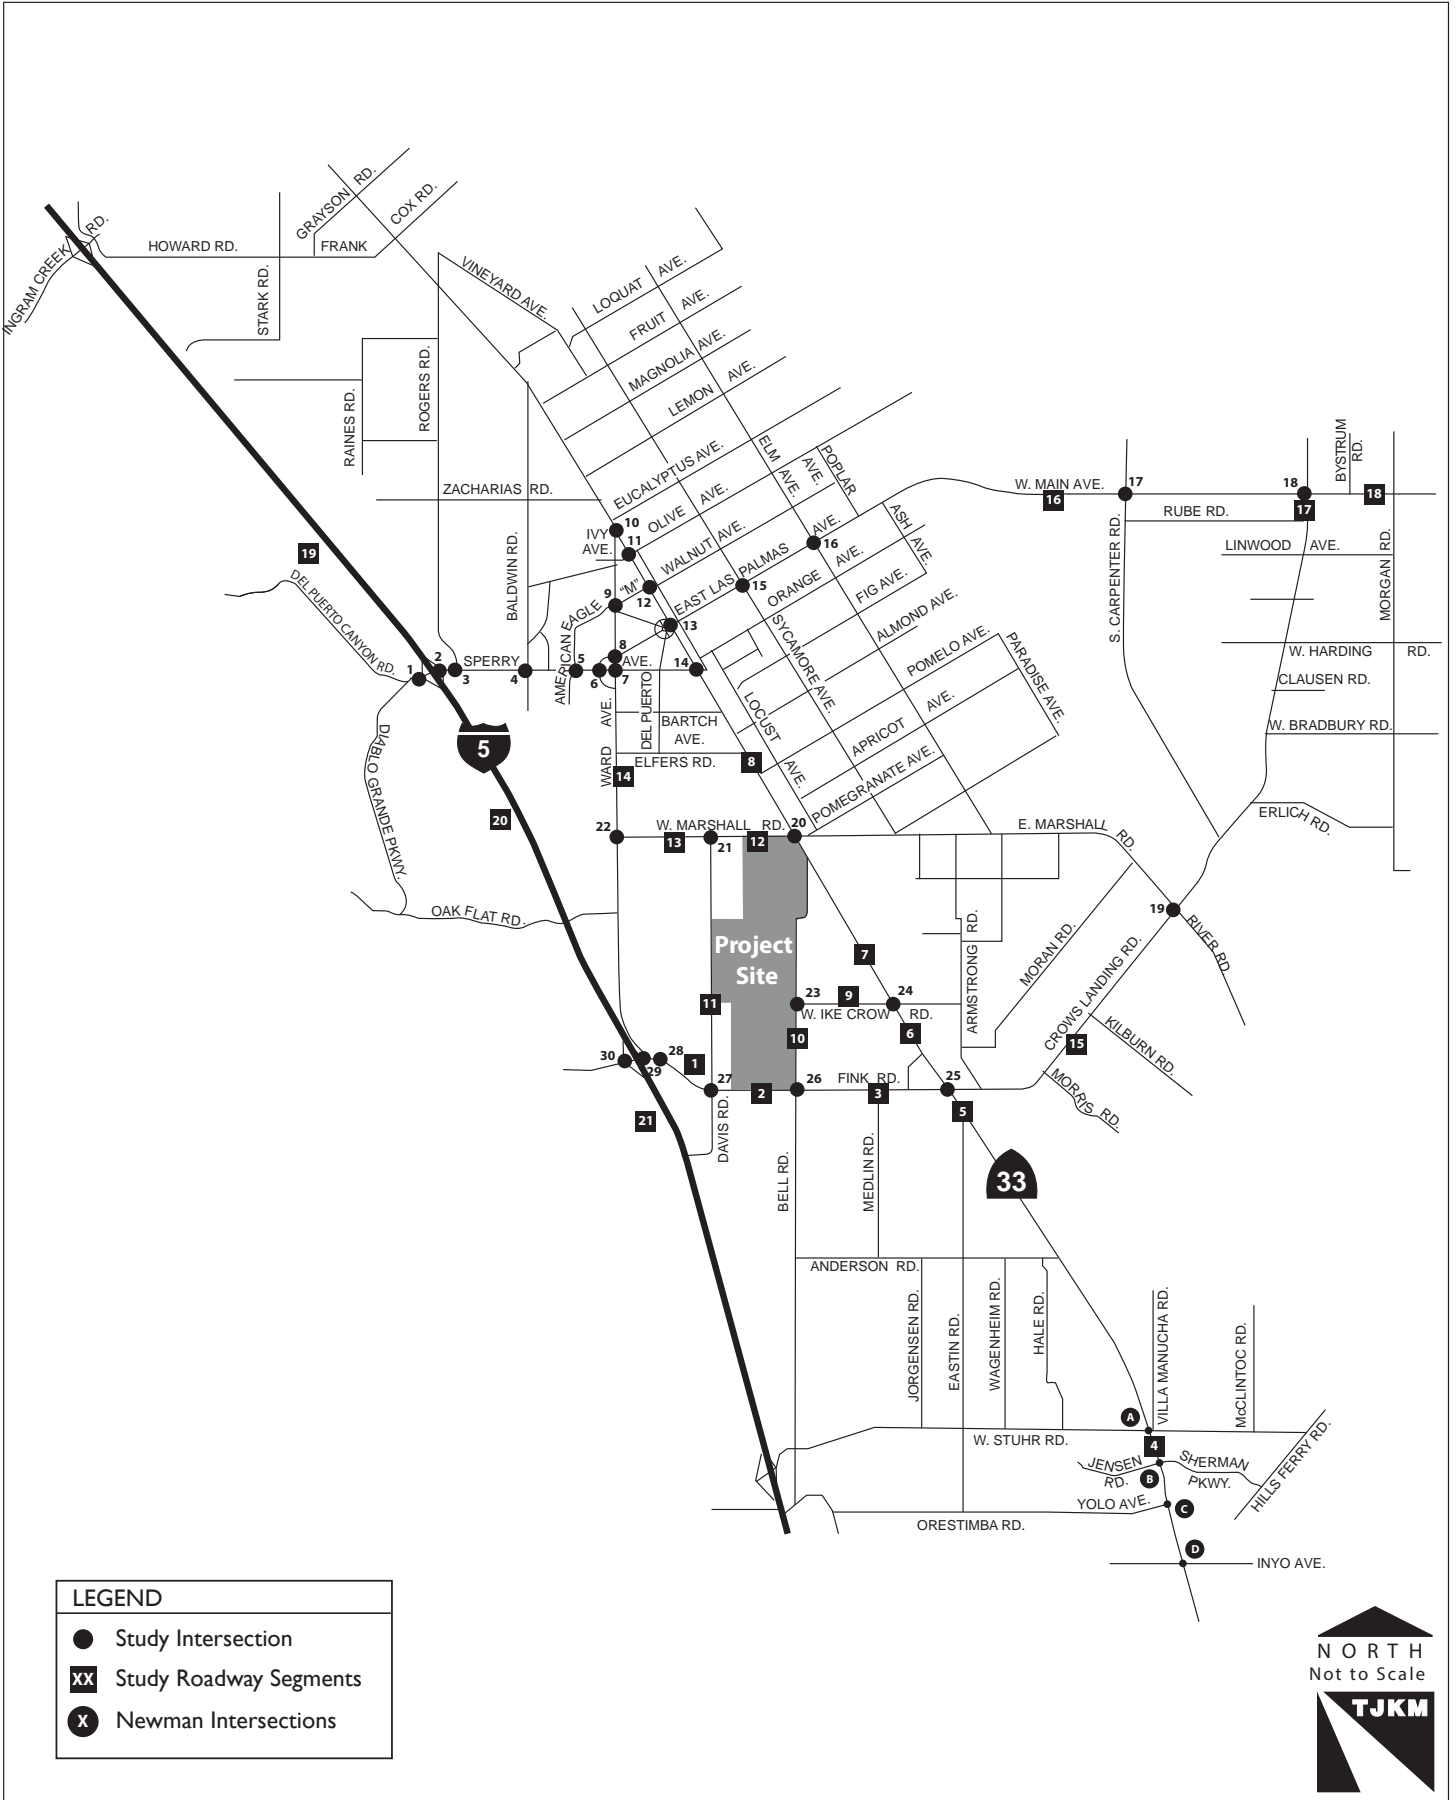 GRAYSON RD.
COX RD.
INGRAM CREEK RD.
HOWARD RD.
FRANK
STARK RD.
VINEYARD AVE.
LOQUAT AVE.
FRUIT AVE.
MAGNOLIA AVE.
LEMON AVE.
RAINES RD.
ROGERS RD.
EUCALYPTUS AVE.
ELM AVE.
AVE.
POPLAR
BYSTRUM RD.
ZACHARIAS RD.
W. MAIN AVE.
16
17
18
17
18
RUBE RD.
LINWOOD AVE.
MORGAN RD.
S. CARPENTER RD.
W. HARDING RD.
CLAUSEN RD.
W. BRADBURY RD.
ERLICH RD.
BALDWIN RD.
IVY AVE.
10
11
OLIVE AVE.
WALNUT AVE.
"M"
12
9
EAGLE
AMERICAN
EAST LAS PALMAS AVE.
13
15
16
ASH AVE.
ORANGE AVE.
FIG AVE.
ALMOND AVE.
POMELO AVE.
PARADISE AVE.
SYCAMORE AVE.
APRICOT AVE.
POMEGRANATE AVE.
LOCUST AVE.
19
DEL PUERTO CANYON RD.
1
2
3
SPERRY AVE.
4
5
6
7
8
14
DEL PUERTO
BARTCH AVE.
ELFERS RD.
WARD AVE.
14
8
DIABLO GRANDE PKWY.
5
20
22
W. MARSHALL RD.
13
21
12
20
E. MARSHALL RD.
OAK FLAT RD.
Project
Site
7
ARMSTRONG RD.
MORAN RD.
19
RIVER RD.
CROWS LANDING RD.
15
KILBURN RD.
MORRIS RD.
11
23
9
24
W. IKE CROW RD.
6
10
30
29
28
1
27
2
26
FINK RD.
3
25
5
21
DAVIS RD.
BELL RD.
MEDLIN RD.
33
ANDERSON RD.
JORGENSEN RD.
EASTIN RD.
WAGENHEIM RD.
HALE RD.
VILLA MANUCHA RD.
McCLINTOC RD.
A
W. STUHR RD.
4
JENSEN RD.
B
SHERMAN PKWY.
HILLS FERRY RD.
YOLO AVE.
C
ORESTIMBA RD.
D
INYO AVE.
LEGEND
Study Intersection
XX Study Roadway Segments
X Newman Intersections
NORTH
Not to Scale
TJKM